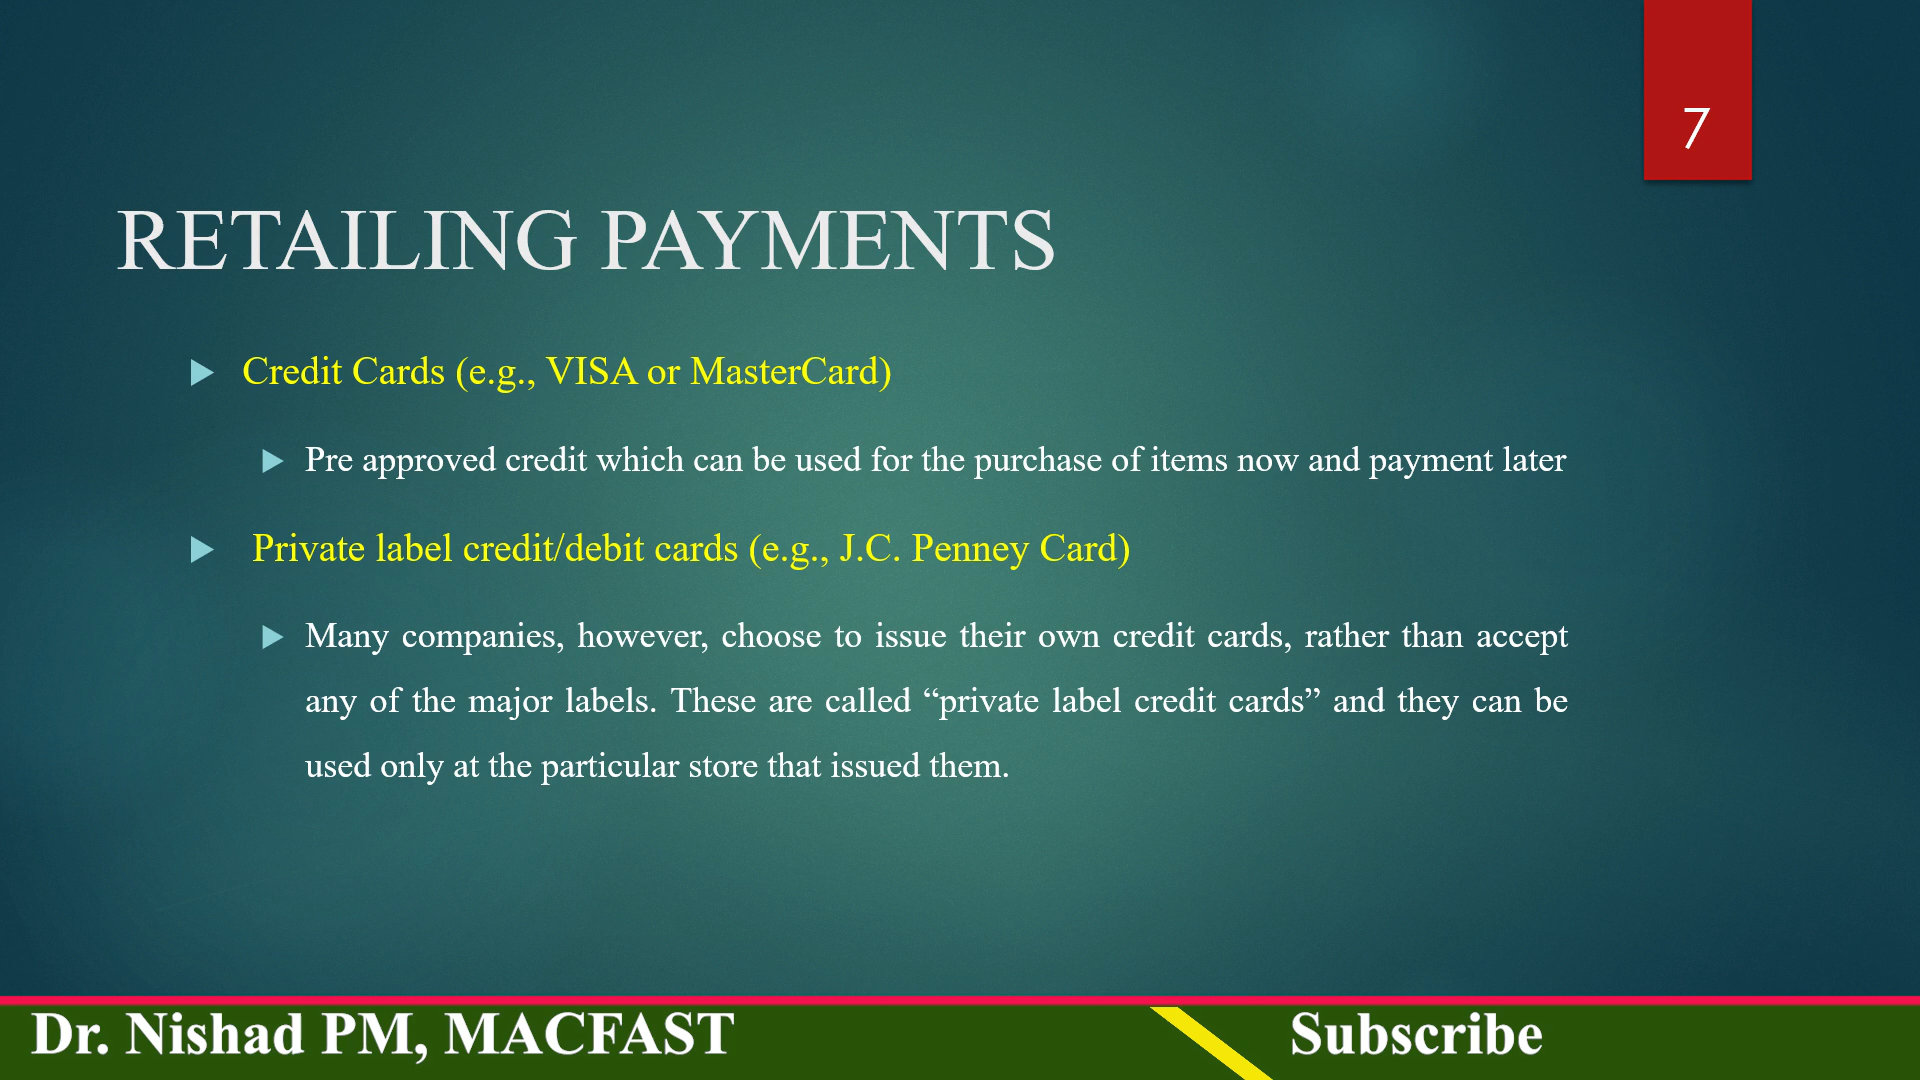 7
RETAILING PAYMENTS
Credit Cards (e.g., VISA or MasterCard)
Pre approved credit which can be used for the purchase of items now and payment later
Private label credit/debit cards (e.g., J.C. Penney Card)
Many companies, however, choose to issue their own credit cards, rather than accept
any of the major labels. These are called “private label credit cards” and they can be
used only at the particular store that issued them.
Dr. Nishad PM, MACFAST
Subscribe